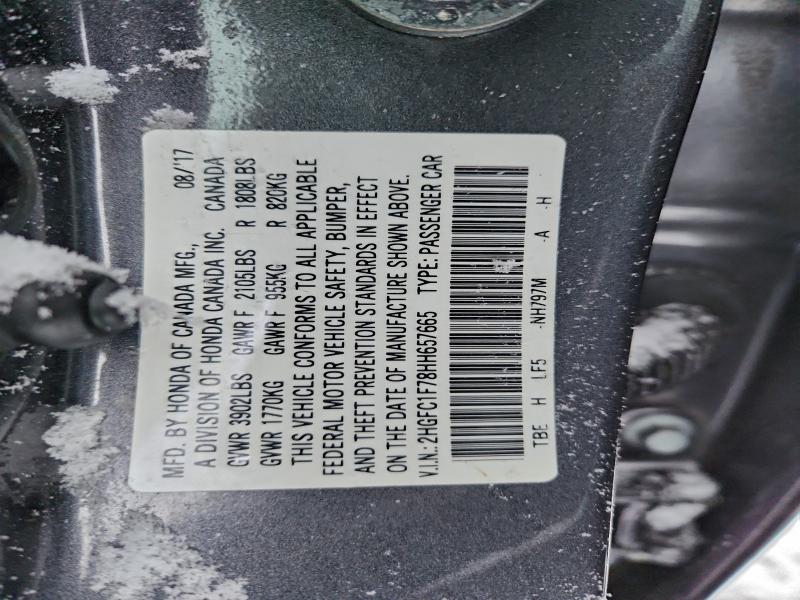 MFD. BY HONDA OF CANADA MFG., 08/'17
A DIVISION OF HONDA CANADA INC. CANADA
GVWR 3902LBS GAWR F 2105LBS R 1808LBS
GVWR 1770KG GAWR F 955KG R 820KG
THIS VEHICLE CONFORMS TO ALL APPLICABLE
FEDERAL MOTOR VEHICLE SAFETY, BUMPER,
AND THEFT PREVENTION STANDARDS IN EFFECT
ON THE DATE OF MANUFACTURE SHOWN ABOVE.
V.I.N.: 2HGFC1F78HH657665 TYPE: PASSENGER CAR
TBE H LF5 -NH797M -A -H